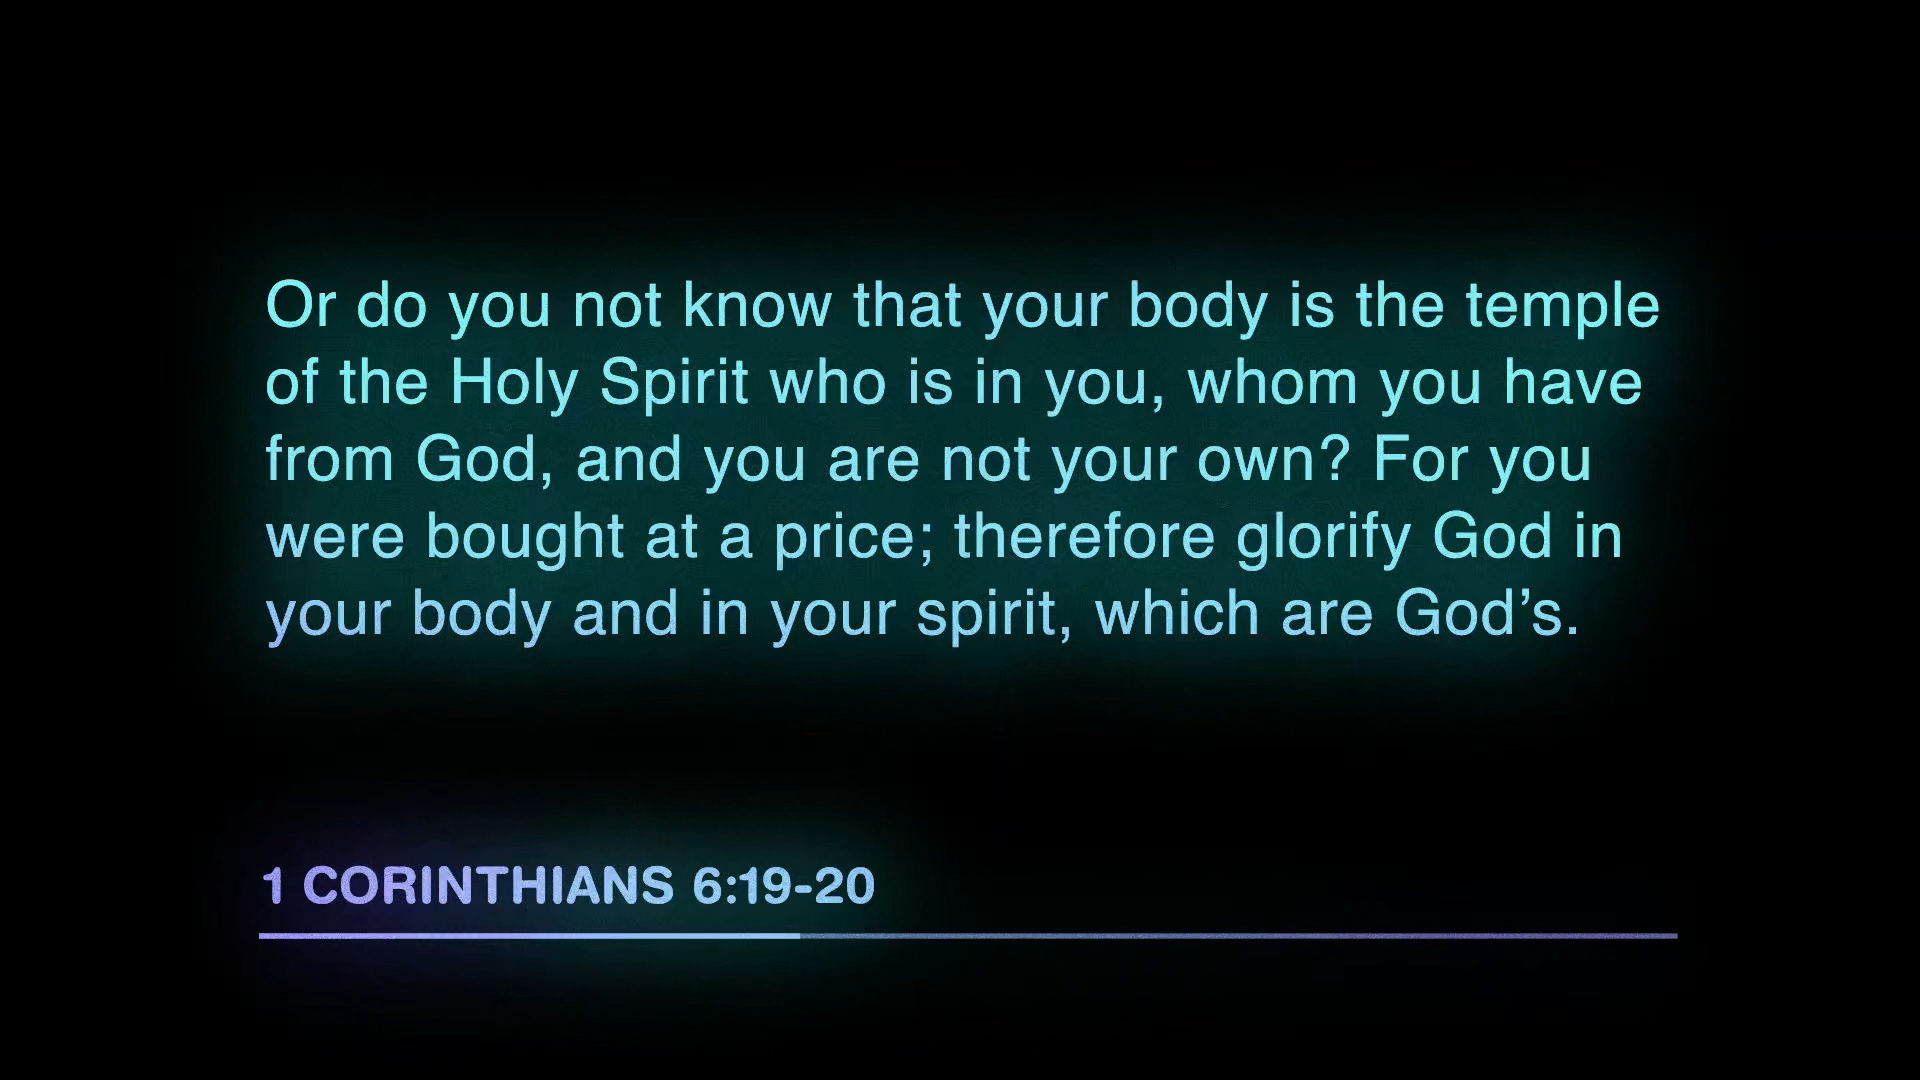 Or do you not know that your body is the temple
of the Holy Spirit who is in you, whom you have
from God, and you are not your own? For you
were bought at a price; therefore glorify God in
your body and in your spirit, which are God’s.
1 CORINTHIANS 6:19-20